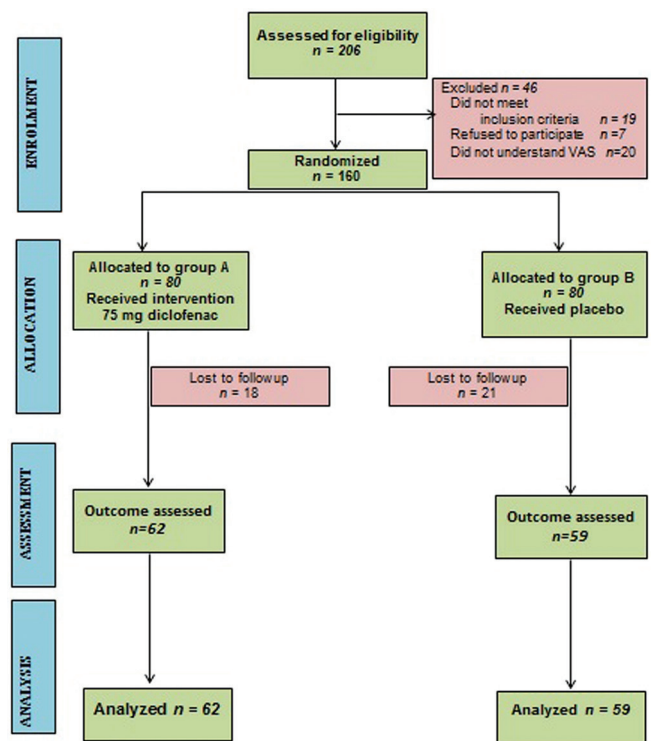 ENROLMENT
Assessed for eligibility
n = 206
Excluded n = 46
Did not meet
inclusion criteria n = 19
Refused to participate n =7
Did not understand VAS n=20
Randomized
n = 160
ALLOCATION
Allocated to group A
n = 80
Received intervention
75 mg diclofenac
Allocated to group B
n = 80
Received placebo
Lost to followup
n = 18
Lost to followup
n = 21
ASSESSMENT
Outcome assessed
n=62
Outcome assessed
n=59
ANALYSIS
Analyzed n = 62
Analyzed n = 59